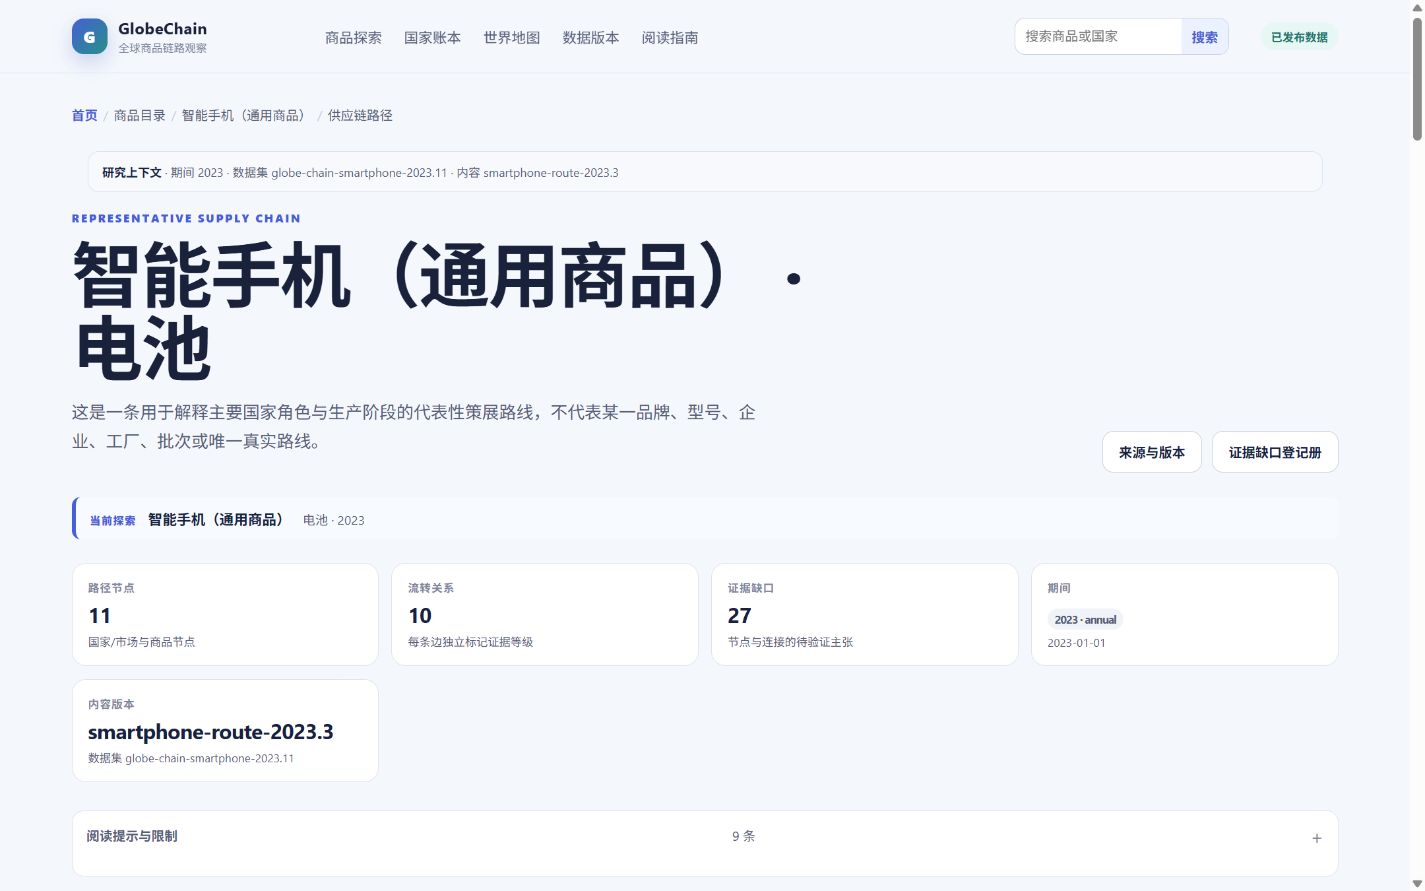 G
GlobeChain
全球商品链路观察
商品探索 国家账本 世界地图 数据版本 阅读指南
搜索商品或国家 搜索
已发布数据
首页 / 商品目录 / 智能手机（通用商品） / 供应链路径
研究上下文 · 期间 2023 · 数据集 globe-chain-smartphone-2023.11 · 内容 smartphone-route-2023.3
REPRESENTATIVE SUPPLY CHAIN
智能手机（通用商品） ·
电池
这是一条用于解释主要国家角色与生产阶段的代表性策展路线，不代表某一品牌、型号、企
业、工厂、批次或唯一真实路线。
来源与版本 证据缺口登记册
当前探索 智能手机（通用商品） 电池 · 2023
路径节点
11
国家/市场与商品节点
流转关系
10
每条边独立标记证据等级
证据缺口
27
节点与连接的待验证主张
期间
2023 · annual
2023-01-01
内容版本
smartphone-route-2023.3
数据集 globe-chain-smartphone-2023.11
阅读提示与限制 9 条 +